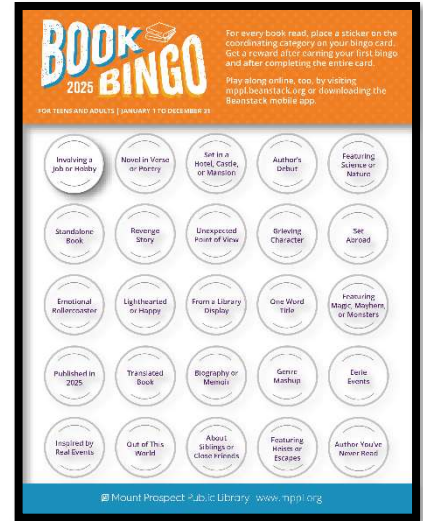 BOOK
2025 BINGO
FOR TEENS AND ADULTS | JANUARY 1 TO DECEMBER 31
For every book read, place a sticker on the
coordinating category on your bingo card.
Get a reward after earning your first bingo
and after completing the entire card.
Play along online, too, by visiting
mppl.beanstack.org or downloading the
Beanstack mobile app.
Involving a
Job or Hobby
Novel in Verse
or Poetry
Set in a
Hotel, Castle,
or Mansion
Author's
Debut
Featuring
Science or
Nature
Standalone
Book
Revenge
Story
Unexpected
Point of View
Grieving
Character
Set
Abroad
Emotional
Rollercoaster
Lighthearted
or Happy
From a Library
Display
One Word
Title
Featuring
Magic, Mayhem,
or Monsters
Published in
2025
Translated
Book
Biography or
Memoir
Genre
Mashup
Eerie
Events
Inspired by
Real Events
Out of This
World
About
Siblings or
Close Friends
Featuring
Heists or
Escapes
Author You've
Never Read
Mount Prospect Public Library www.mppl.org